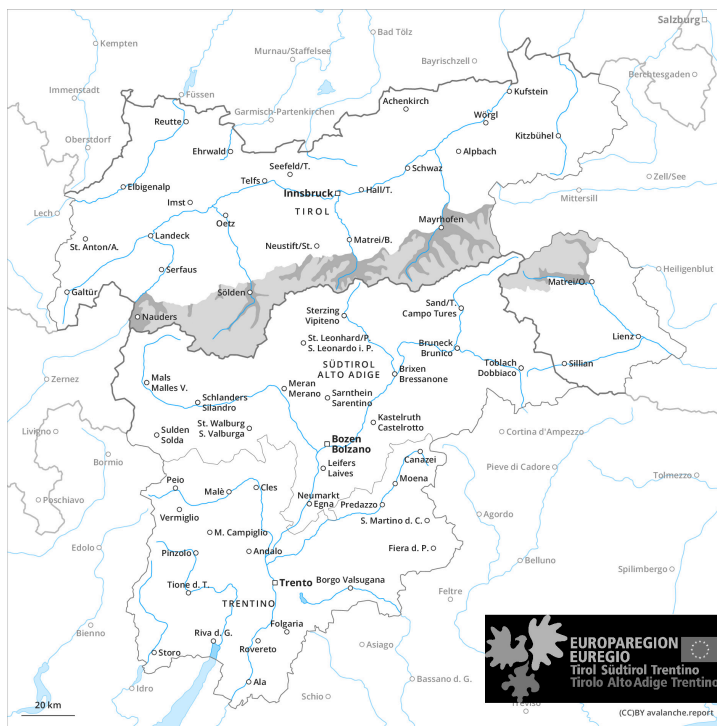 Salzburg
Kempten
Bad Tölz
Murnau/Staffelsee
Bayrischzell
Berchtesgaden
Immenstadt
Füssen
Achenkirch
Kufstein
Garmisch-Partenkirchen
Reutte
Wörgl
Oberstdorf
Kitzbühel
Ehrwald
Alpbach
Seefeld/T.
Schwaz
Telfs
Zell/See
Elbigenalp
Innsbruck
Hall/T.
Mittersill
Imst
TIROL
Lech
Oetz
Mayrhofen
St. Anton/A.
Landeck
Neustift/St.
Matrei/B.
Serfaus
Heiligenblut
Galtür
Sölden
Matrei/O.
Nauders
Sterzing
Vipiteno
Sand/T.
Campo Tures
St. Leonhard/P.
S. Leonardo i. P.
Bruneck
Brunico
Lienz
Zernez
SÜDTIROL
ALTO ADIGE
Toblach
Dobbiaco
Sillian
Mals
Malles V.
Meran
Merano
Brixen
Bressanone
Schlanders
Silandro
Sarnthein
Sarentino
St. Walburg
S. Valburga
Kastelruth
Castelrotto
Livigno
Sulden
Solda
Bozen
Bolzano
Cortina d'Ampezzo
Canazei
Bormio
Leifers
Laives
Pieve di Cadore
Tolmezzo
Peio
Malè
Cles
Moena
Poschiavo
Neumarkt
Egna
Predazzo
Vermiglio
Agordo
S. Martino d. C.
M. Campiglio
Edolo
Pinzolo
Andalo
Fiera d. P.
Belluno
Spilimbergo
Tione d. T.
Trento
Borgo Valsugana
Feltre
TRENTINO
Bienno
Riva d. G.
Folgaria
Rovereto
Asiago
Storo
Ala
Idro
Schio
Bassano d. G.
Treviso
EUROPAREGION
EUREGIO
Tirol Südtirol Trentino
Tirolo Alto Adige Trentino
20 km
(CC)BY avalanche.report